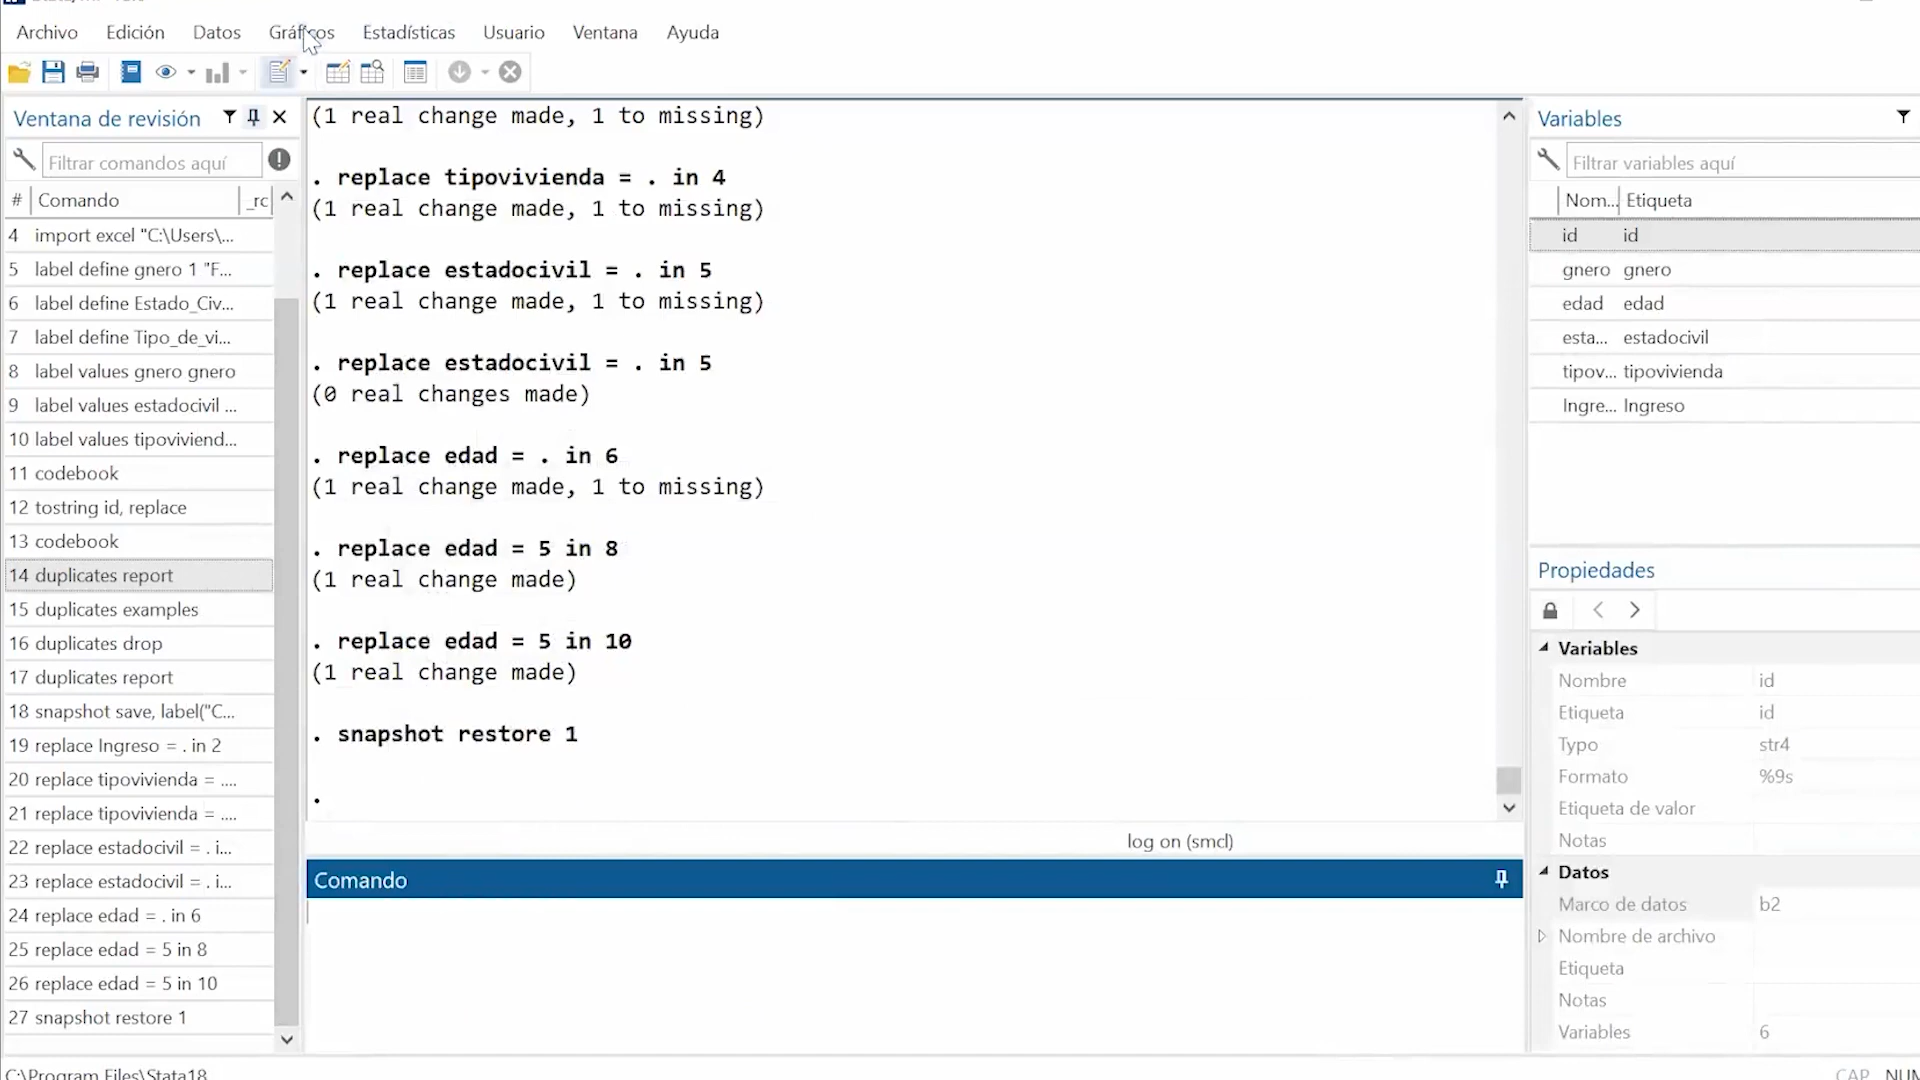 Archivo Edición Datos Gráficos Estadísticas Usuario Ventana Ayuda
Ventana de revisión
Filtrar comandos aquí
# Comando _rc
4 import excel "C:\Users\...
5 label define gnero 1 "F...
6 label define Estado_Civ...
7 label define Tipo_de_vi...
8 label values gnero gnero
9 label values estadocivil ...
10 label values tipoviviend...
11 codebook
12 tostring id, replace
13 codebook
14 duplicates report
15 duplicates examples
16 duplicates drop
17 duplicates report
18 snapshot save, label("C...
19 replace Ingreso = . in 2
20 replace tipovivienda = ....
21 replace tipovivienda = ....
22 replace estadocivil = . i...
23 replace estadocivil = . i...
24 replace edad = . in 6
25 replace edad = 5 in 8
26 replace edad = 5 in 10
27 snapshot restore 1
(1 real change made, 1 to missing)
. replace tipovivienda = . in 4
(1 real change made, 1 to missing)
. replace estadocivil = . in 5
(1 real change made, 1 to missing)
. replace estadocivil = . in 5
(0 real changes made)
. replace edad = . in 6
(1 real change made, 1 to missing)
. replace edad = 5 in 8
(1 real change made)
. replace edad = 5 in 10
(1 real change made)
. snapshot restore 1
.
log on (smcl)
Comando
Variables
Filtrar variables aquí
Nom... Etiqueta
id id
gnero gnero
edad edad
esta... estadocivil
tipov... tipovivienda
Ingre... Ingreso
Propiedades
Variables
Nombre id
Etiqueta id
Typo str4
Formato %9s
Etiqueta de valor
Notas
Datos
Marco de datos b2
Nombre de archivo
Etiqueta
Notas
Variables 6
C:\Program Files\Stata18
CAP NUM